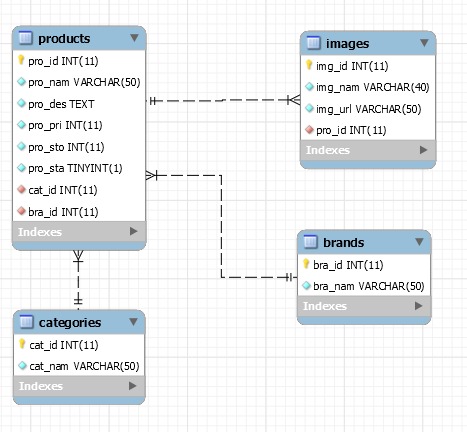 products
pro_id INT(11)
pro_nam VARCHAR(50)
pro_des TEXT
pro_pri INT(11)
pro_sto INT(11)
pro_sta TINYINT(1)
cat_id INT(11)
bra_id INT(11)
Indexes
images
img_id INT(11)
img_nam VARCHAR(40)
img_url VARCHAR(50)
pro_id INT(11)
Indexes
brands
bra_id INT(11)
bra_nam VARCHAR(50)
Indexes
categories
cat_id INT(11)
cat_nam VARCHAR(50)
Indexes